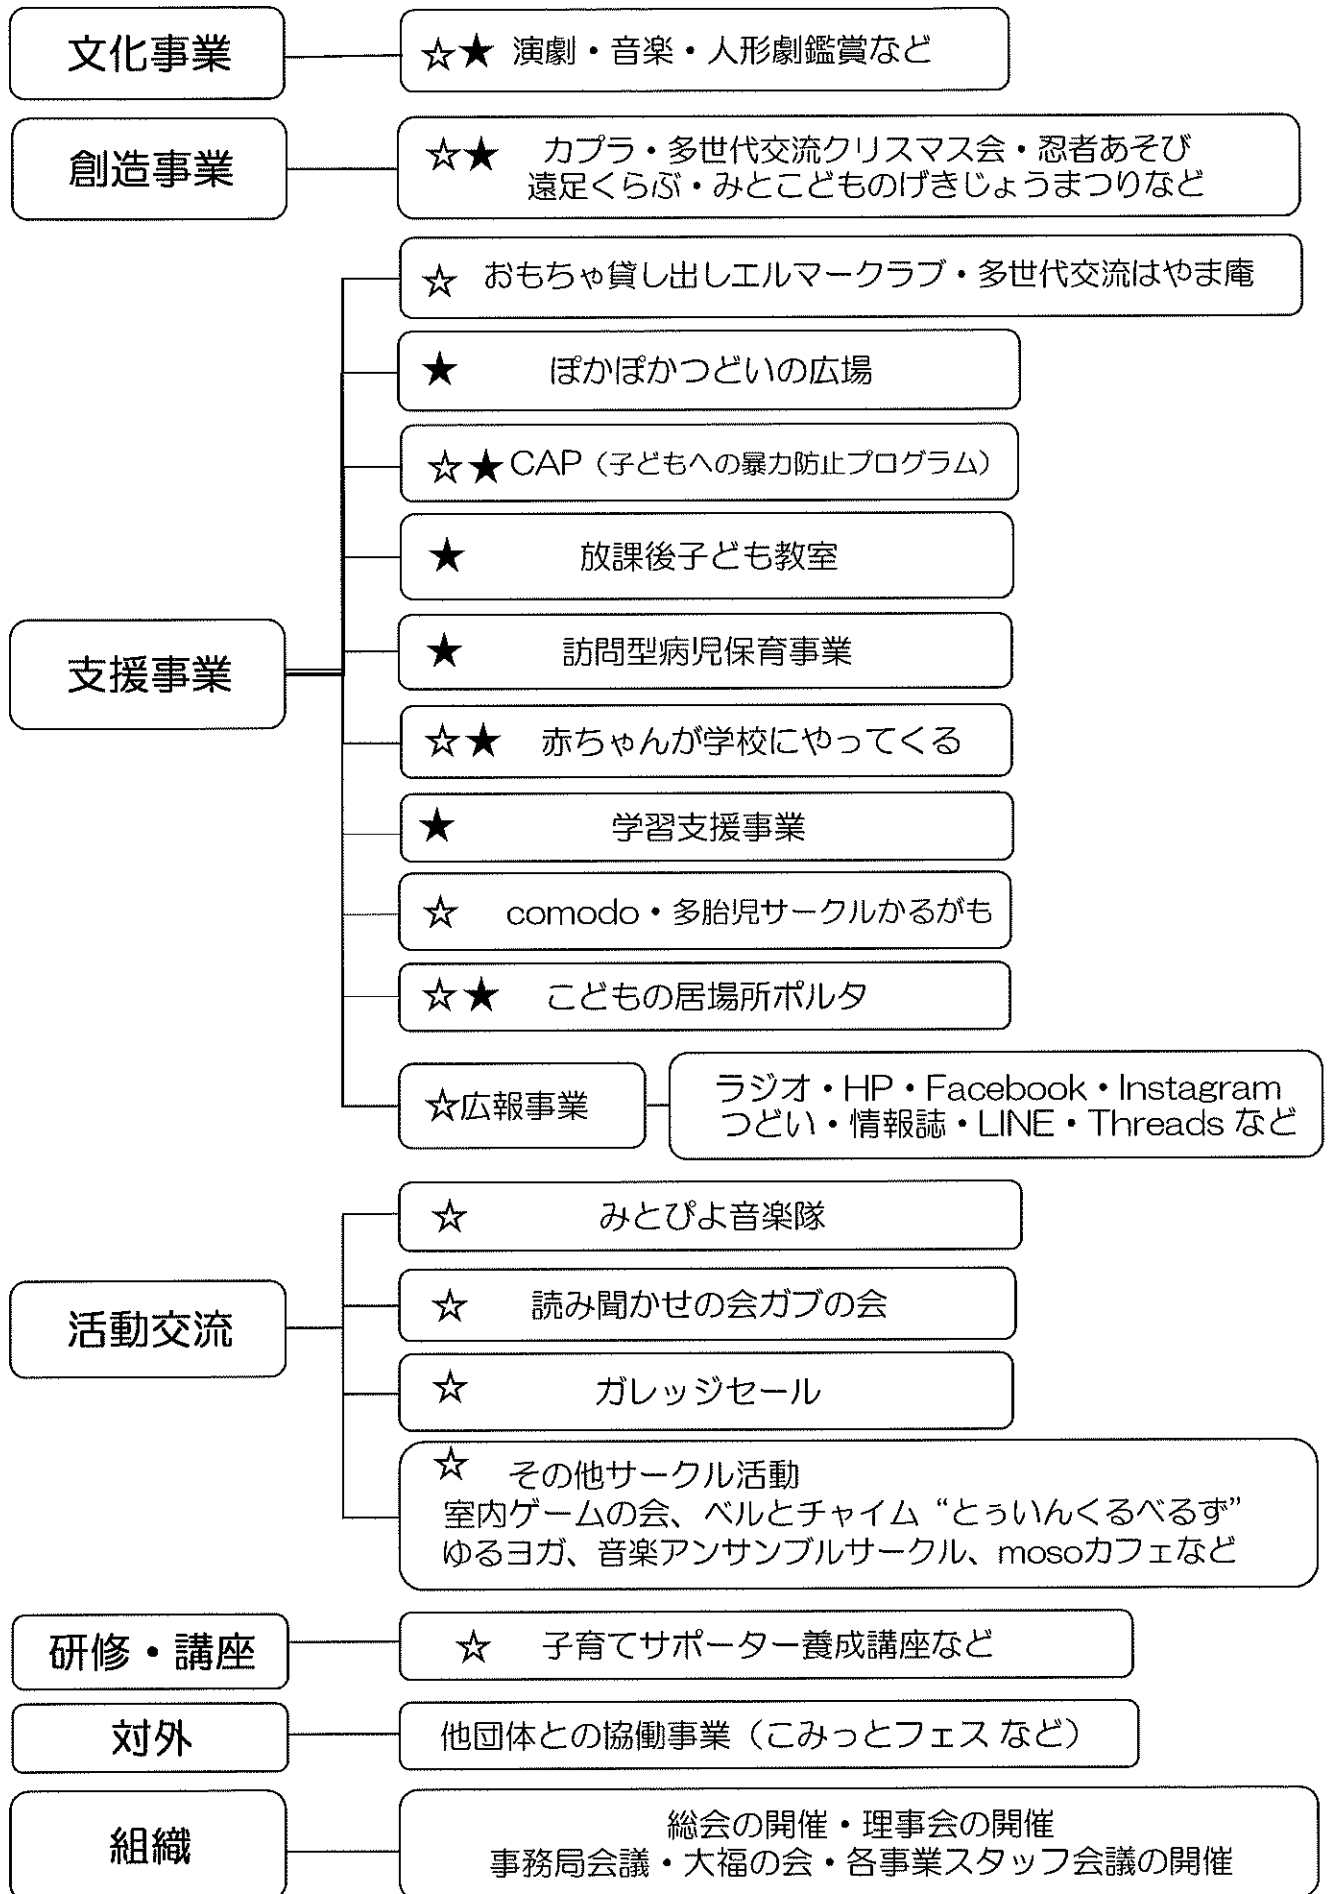 文化事業
☆★ 演劇・音楽・人形劇鑑賞など
創造事業
☆★ カプラ・多世代交流クリスマス会・忍者あそび
遠足くらぶ・みとこどものげきじょうまつりなど
支援事業
☆ おもちゃ貸し出しエルマークラブ・多世代交流はやま庵
★ ぽかぽかつどいの広場
☆★CAP（子どもへの暴力防止プログラム）
★ 放課後子ども教室
★ 訪問型病児保育事業
☆★ 赤ちゃんが学校にやってくる
★ 学習支援事業
☆ comodo・多胎児サークルかるがも
☆★ こどもの居場所ポルタ
☆広報事業
ラジオ・HP・Facebook・Instagram
つどい・情報誌・LINE・Threads など
活動交流
☆ みとぴよ音楽隊
☆ 読み聞かせの会ガブの会
☆ ガレッジセール
☆ その他サークル活動
室内ゲームの会、ベルとチャイム“とぅいんくるべるず”
ゆるヨガ、音楽アンサンブルサークル、mosoカフェなど
研修・講座
☆ 子育てサポーター養成講座など
対外
他団体との協働事業（こみっとフェス など）
組織
総会の開催・理事会の開催
事務局会議・大福の会・各事業スタッフ会議の開催